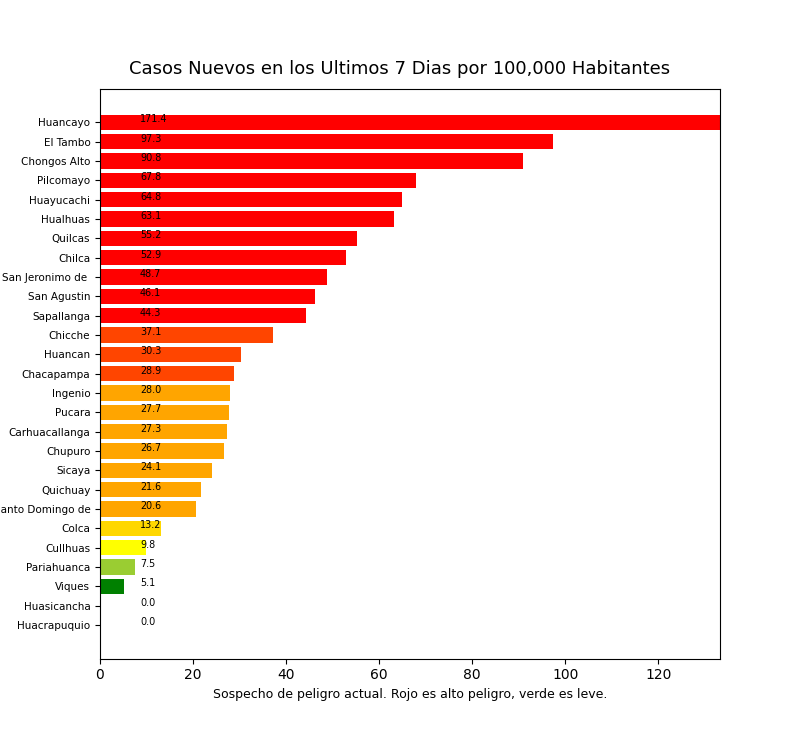 Casos Nuevos en los Ultimos 7 Dias por 100,000 Habitantes
Huancayo 171.4
El Tambo 97.3
Chongos Alto 90.8
Pilcomayo 67.8
Huayucachi 64.8
Hualhuas 63.1
Quilcas 55.2
Chilca 52.9
San Jeronimo de 48.7
San Agustin 46.1
Sapallanga 44.3
Chicche 37.1
Huancan 30.3
Chacapampa 28.9
Ingenio 28.0
Pucara 27.7
Carhuacallanga 27.3
Chupuro 26.7
Sicaya 24.1
Quichuay 21.6
anto Domingo de 20.6
Colca 13.2
Cullhuas 9.8
Pariahuanca 7.5
Viques 5.1
Huasicancha 0.0
Huacrapuquio 0.0
0 20 40 60 80 100 120
Sospecho de peligro actual. Rojo es alto peligro, verde es leve.